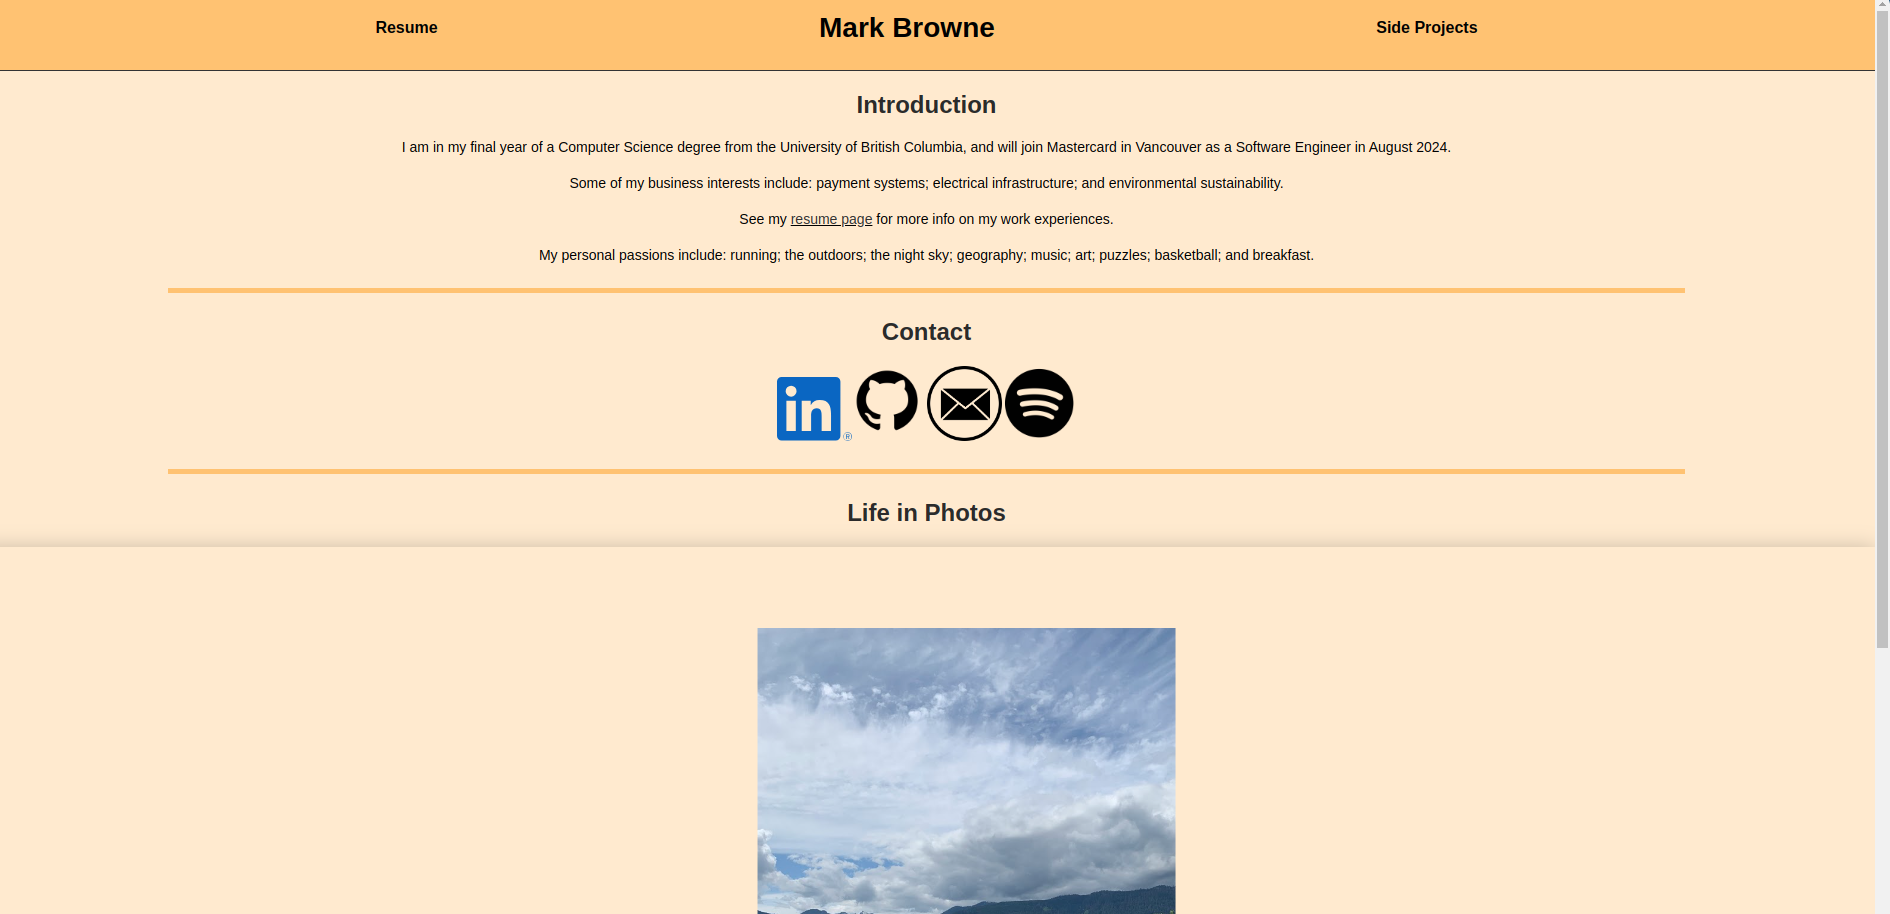 Resume
Mark Browne
Side Projects
Introduction
I am in my final year of a Computer Science degree from the University of British Columbia, and will join Mastercard in Vancouver as a Software Engineer in August 2024.
Some of my business interests include: payment systems; electrical infrastructure; and environmental sustainability.
See my resume page for more info on my work experiences.
My personal passions include: running; the outdoors; the night sky; geography; music; art; puzzles; basketball; and breakfast.
Contact
in ®
Life in Photos